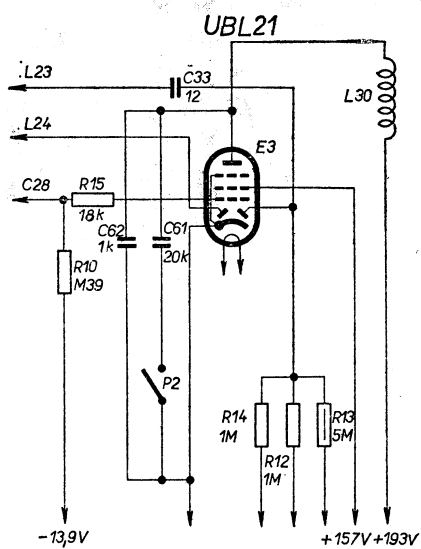 UBL21
L23
C33
12
L30
L24
E3
C28
R15
18k
C62
1k
C61
20k
R10
M39
P2
R14
1M
R13
5M
R12
1M
-13,9V
+157V
+193V